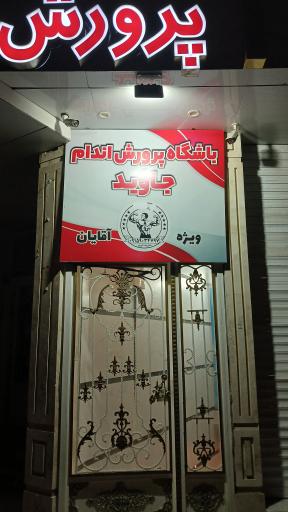 پرورش
باشگاه پرورش اندام
جاوید
ویژه آقایان